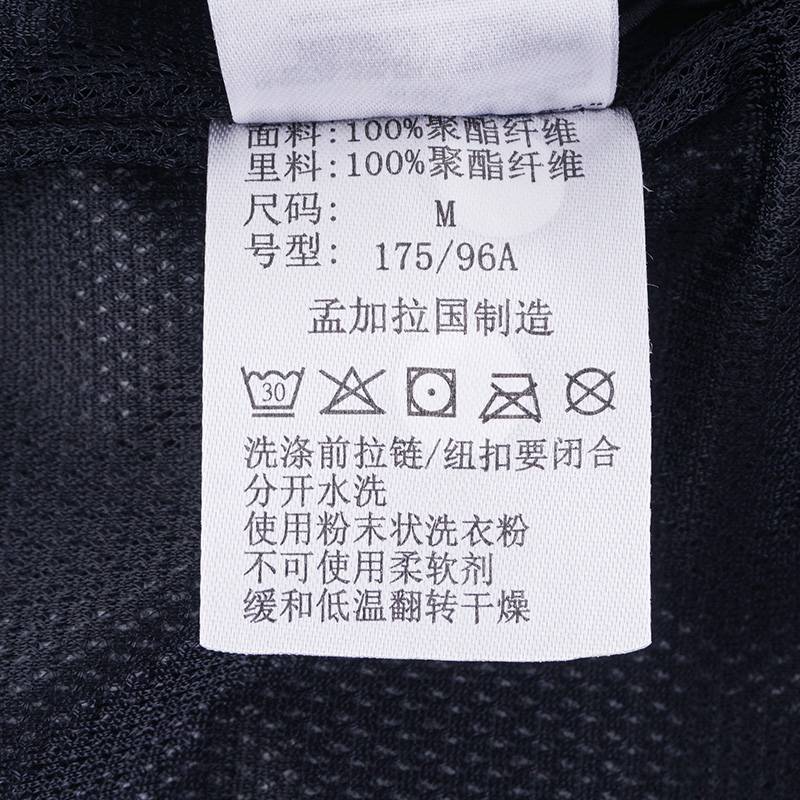 面料:100%聚酯纤维
里料:100%聚酯纤维
尺码: M
号型: 175/96A
孟加拉国制造
30
洗涤前拉链/纽扣要闭合
分开水洗
使用粉末状洗衣粉
不可使用柔软剂
缓和低温翻转干燥